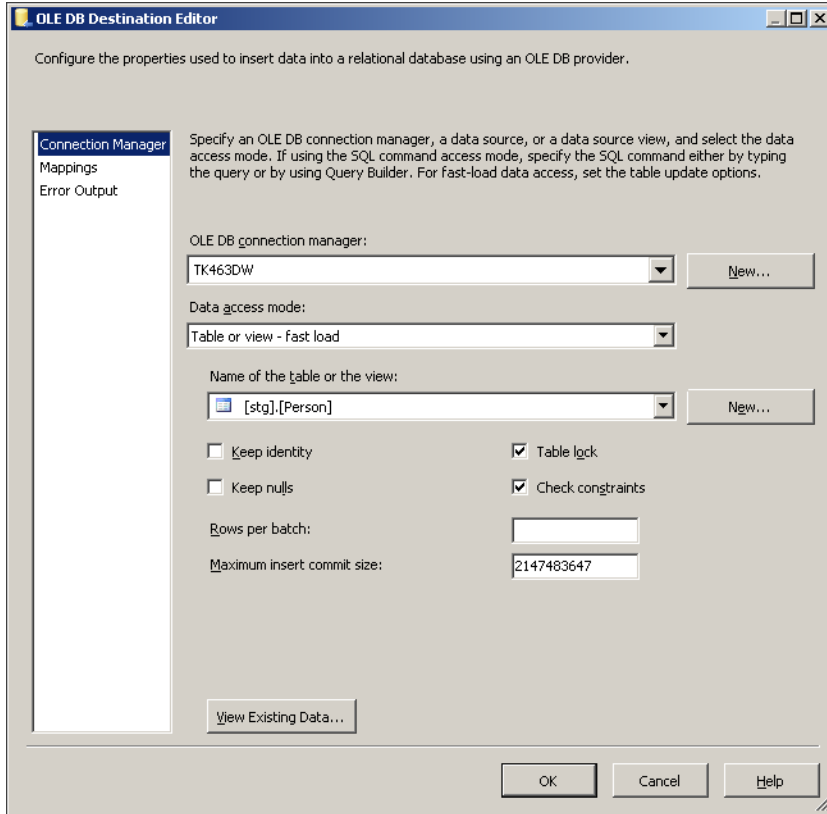 OLE DB Destination Editor
Configure the properties used to insert data into a relational database using an OLE DB provider.
Connection Manager
Mappings
Error Output
Specify an OLE DB connection manager, a data source, or a data source view, and select the data
access mode. If using the SQL command access mode, specify the SQL command either by typing
the query or by using Query Builder. For fast-load data access, set the table update options.
OLE DB connection manager:
TK463DW
New...
Data access mode:
Table or view - fast load
Name of the table or the view:
[stg].[Person]
New...
Keep identity
Table lock
Keep nulls
Check constraints
Rows per batch:
Maximum insert commit size:
2147483647
View Existing Data...
OK
Cancel
Help